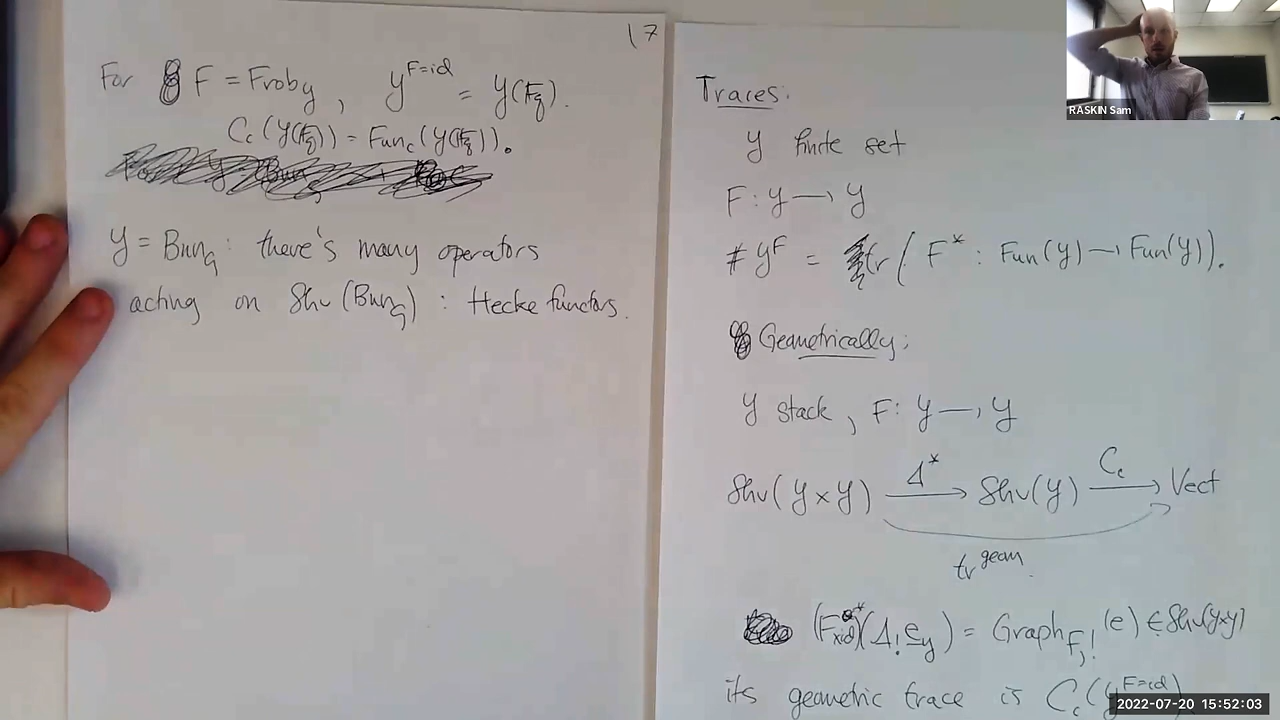 17
For F = Frob_y, Y^{F=id} = Y(F_q).
C_c(Y(F_q)) = Fun_c(Y(F_q)).
Y = Bun_G: there's many operators
acting on Shv(Bun_G): Hecke functors.
Traces:
Y finite set
F: Y → Y
# Y^F = tr( F^* : Fun(Y) → Fun(Y)).
Geometrically:
Y stack, F: Y → Y
Shv(Y×Y) Δ^* → Shv(Y) C_c → Vect
tr^geom.
(F×id)^*(Δ_! e_Y) = Graph_{F,!}(e) ∈ Shv(Y×Y)
its geometric trace is C_c(Y^{F=id})
RASKIN Sam
2022-07-20 15:52:03